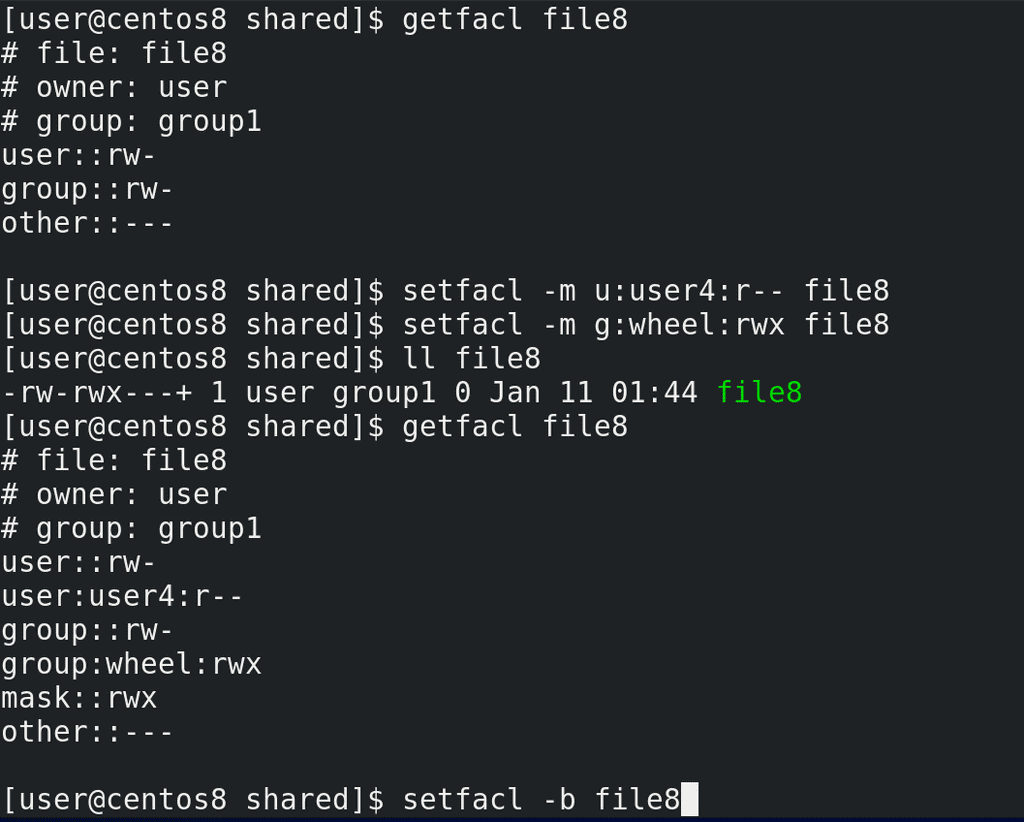 [user@centos8 shared]$ getfacl file8
# file: file8
# owner: user
# group: group1
user::rw-
group::rw-
other::---
[user@centos8 shared]$ setfacl -m u:user4:r-- file8
[user@centos8 shared]$ setfacl -m g:wheel:rwx file8
[user@centos8 shared]$ ll file8
-rw-rwx---+ 1 user group1 0 Jan 11 01:44 file8
[user@centos8 shared]$ getfacl file8
# file: file8
# owner: user
# group: group1
user::rw-
user:user4:r--
group::rw-
group:wheel:rwx
mask::rwx
other::---
[user@centos8 shared]$ setfacl -b file8